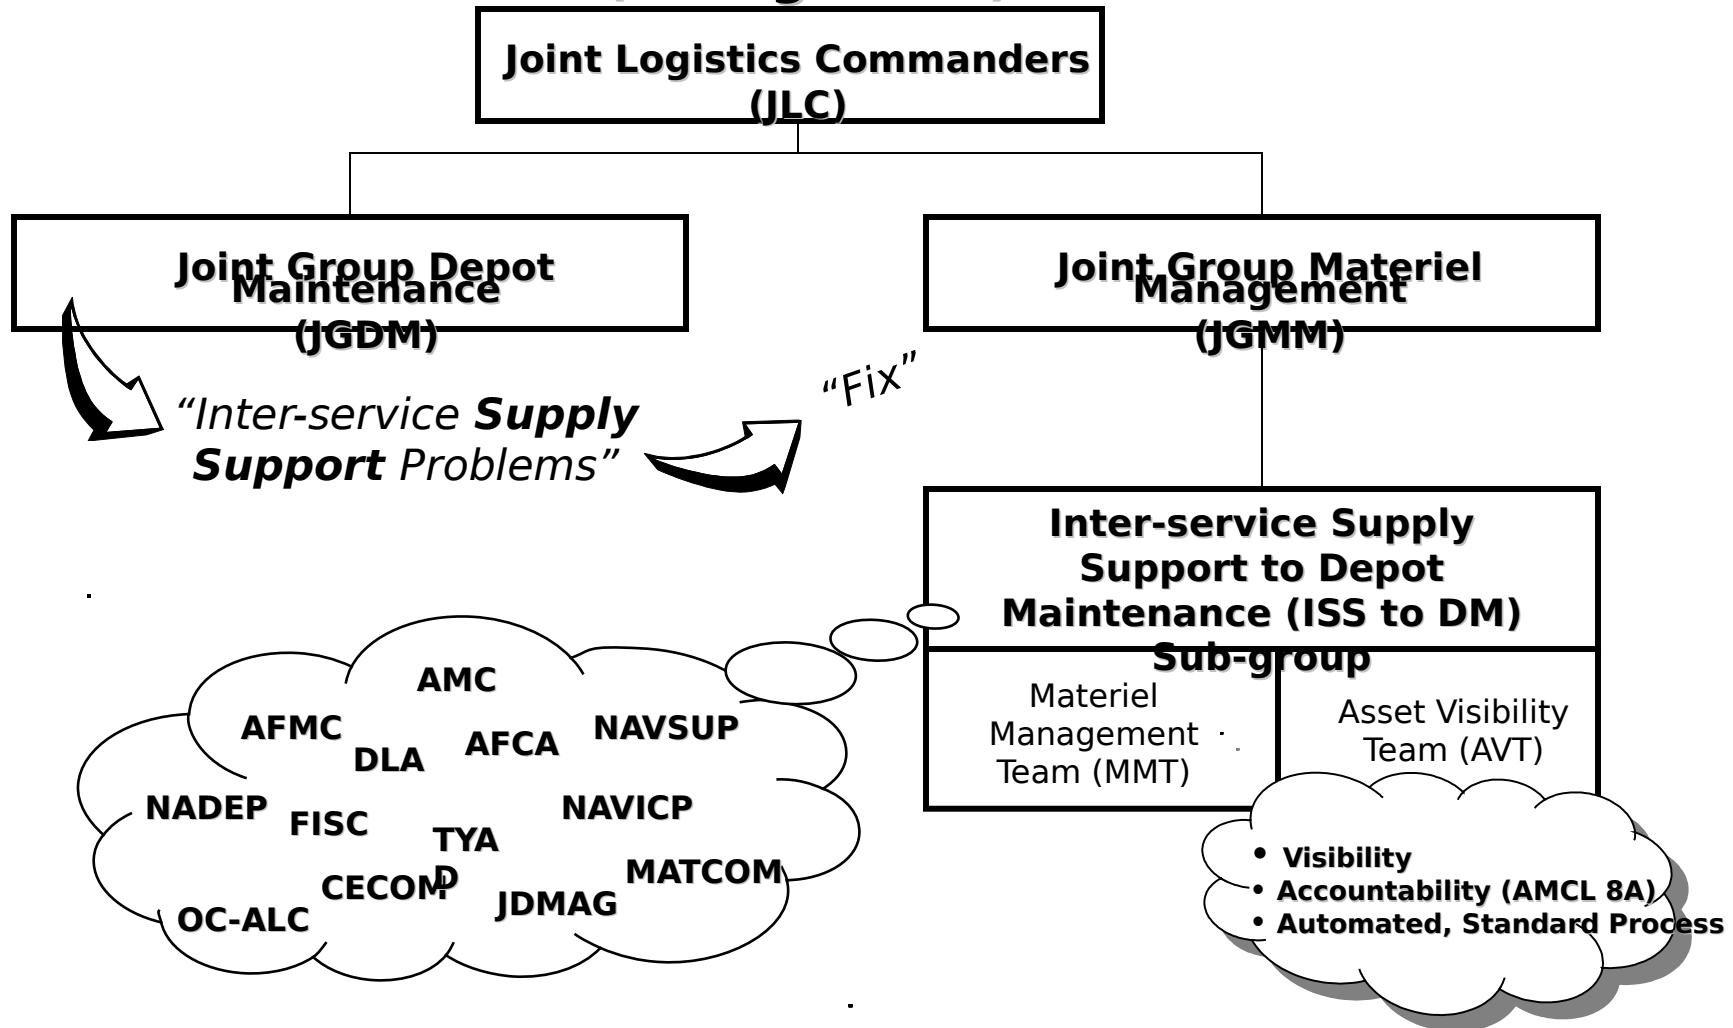 Joint Logistics Commanders
(JLC)
Joint Group Depot
Maintenance
(JGDM)
Joint Group Materiel
Management
(JGMM)
“Inter-service Supply
Support Problems”
“Fix”
Inter-service Supply
Support to Depot
Maintenance (ISS to DM)
Sub-group
Materiel
Management
Team (MMT)
Asset Visibility
Team (AVT)
AMC
AFMC
DLA
AFCA
NAVSUP
NADEP
FISC
TYA
D
NAVICP
CECOM
MATCOM
OC-ALC
JDMAG
• Visibility
• Accountability (AMCL 8A)
• Automated, Standard Process